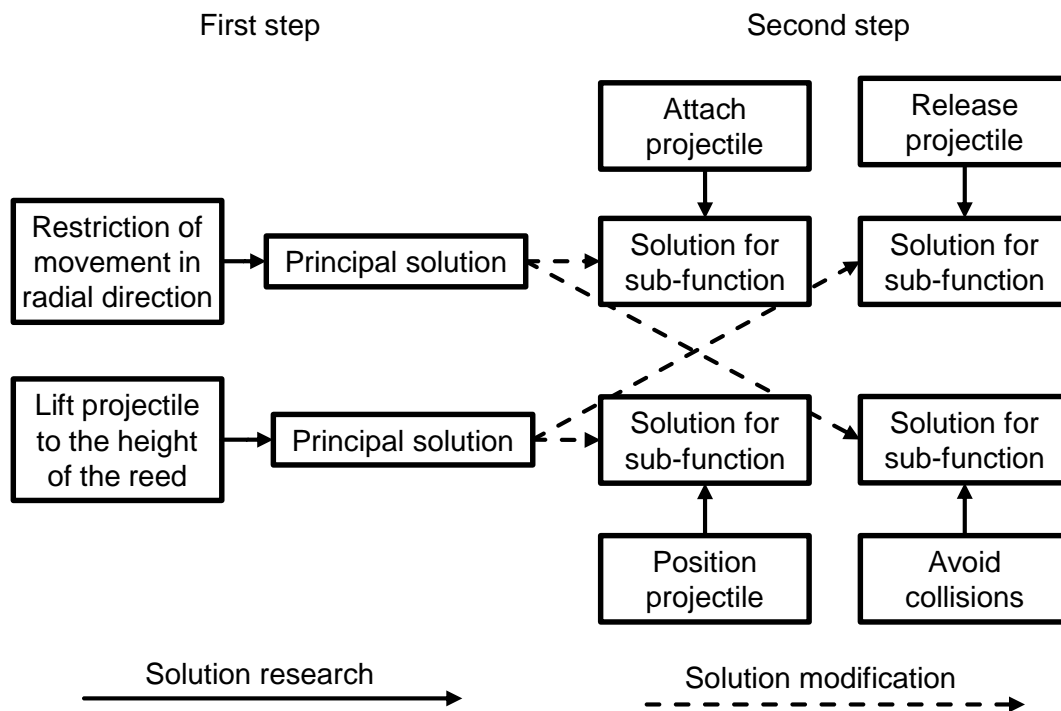 First step
Second step
Attach
projectile
Release
projectile
Restriction of
movement in
radial direction
Principal solution
Solution for
sub-function
Solution for
sub-function
Lift projectile
to the height
of the reed
Principal solution
Solution for
sub-function
Solution for
sub-function
Position
projectile
Avoid
collisions
Solution research
Solution modification